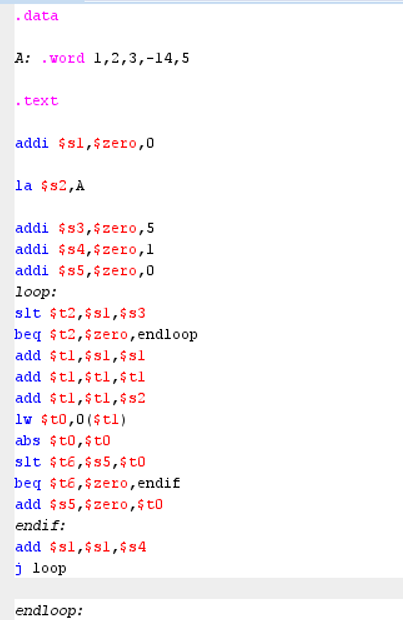 .data
A: .word 1,2,3,-14,5
.text
addi $s1,$zero,0
la $s2,A
addi $s3,$zero,5
addi $s4,$zero,1
addi $s5,$zero,0
loop:
slt $t2,$s1,$s3
beq $t2,$zero,endloop
add $t1,$s1,$s1
add $t1,$t1,$t1
add $t1,$t1,$s2
lw $t0,0($t1)
abs $t0,$t0
slt $t6,$s5,$t0
beq $t6,$zero,endif
add $s5,$zero,$t0
endif:
add $s1,$s1,$s4
j loop
endloop: